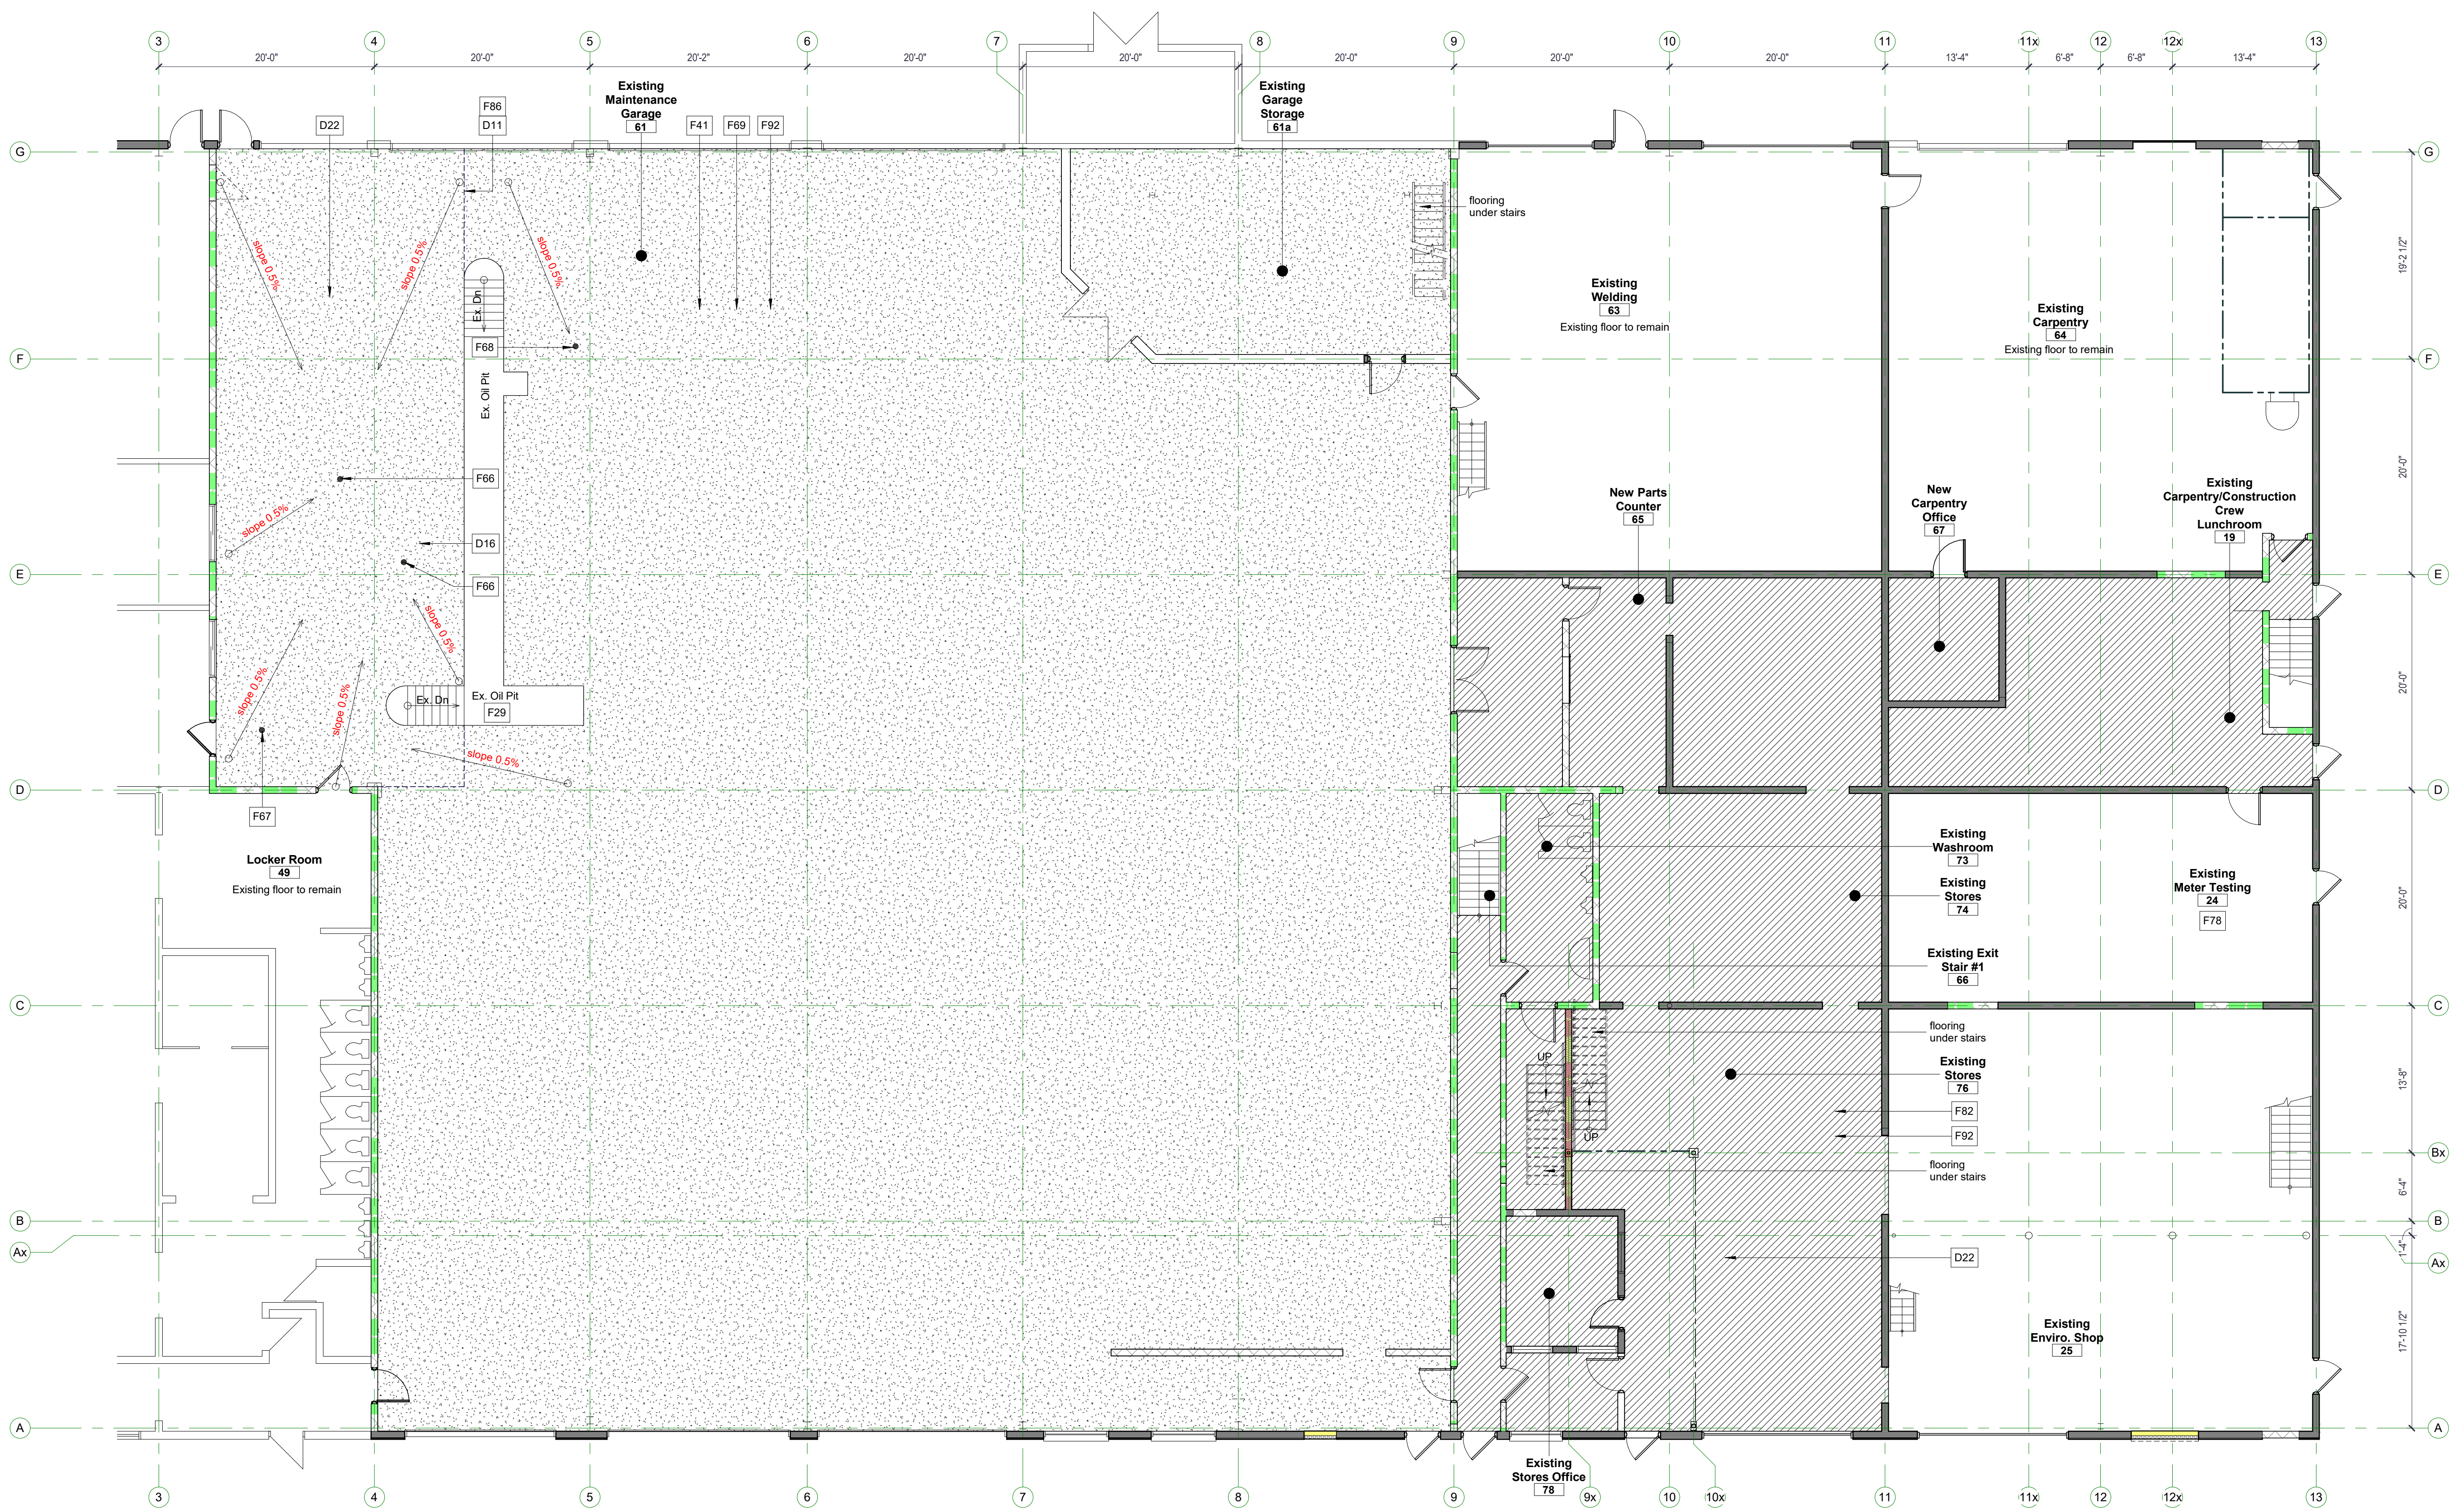 3 4 5 6 7 8 9 10 11 11x 12 12x 13
20'-0" 20'-0" 20'-2" 20'-0" 20'-0" 20'-0" 20'-0" 20'-0" 13'-4" 6'-8" 6'-8" 13'-4"
Existing
Maintenance
Garage
61
Existing
Garage
Storage
61a
D22
F86
D11
F41
F69
F92
G
G
flooring
under stairs
slope 0.5%
slope 0.5%
slope 0.5%
19'-2 1/2"
Ex. Dn
Existing
Welding
63
Existing floor to remain
Existing
Carpentry
64
Existing floor to remain
F68
F
F
Ex. Oil Pit
F66
20'-0"
New Parts
Counter
65
New
Carpentry
Office
67
Existing
Carpentry/Construction
Crew
Lunchroom
19
slope 0.5%
D16
E
E
F66
slope 0.5%
slope 0.5%
slope 0.5%
20'-0"
Ex. Dn
Ex. Oil Pit
F29
slope 0.5%
D
D
F67
Locker Room
49
Existing floor to remain
Existing
Washroom
73
Existing
Stores
74
Existing
Meter Testing
24
F78
20'-0"
Existing Exit
Stair #1
66
C
C
flooring
under stairs
UP
Existing
Stores
76
13'-8"
F82
UP
F92
Bx
flooring
under stairs
6'-4"
B
B
Ax
1'-4"
D22
Ax
Existing
Enviro. Shop
25
17'-10 1/2"
A
A
Existing
Stores Office
78
3 4 5 6 7 8 9 9x 10 10x 11 11x 12 12x 13